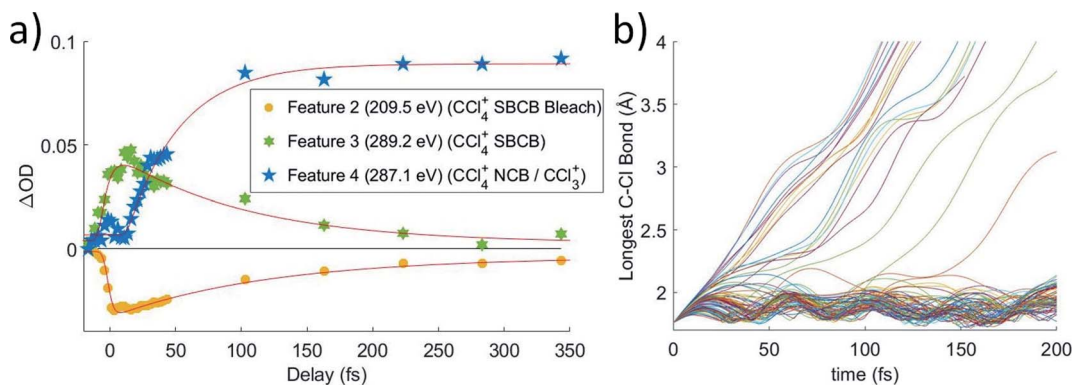 a)
0.1
0.05
0
ΔOD
Feature 2 (209.5 eV) (CCl4+ SBCB Bleach)
Feature 3 (289.2 eV) (CCl4+ SBCB)
Feature 4 (287.1 eV) (CCl4+ NCB / CCl3+)
0 50 100 150 200 250 300 350
Delay (fs)
b)
4
3.5
3
2.5
2
Longest C-Cl Bond (Å)
0 50 100 150 200
time (fs)